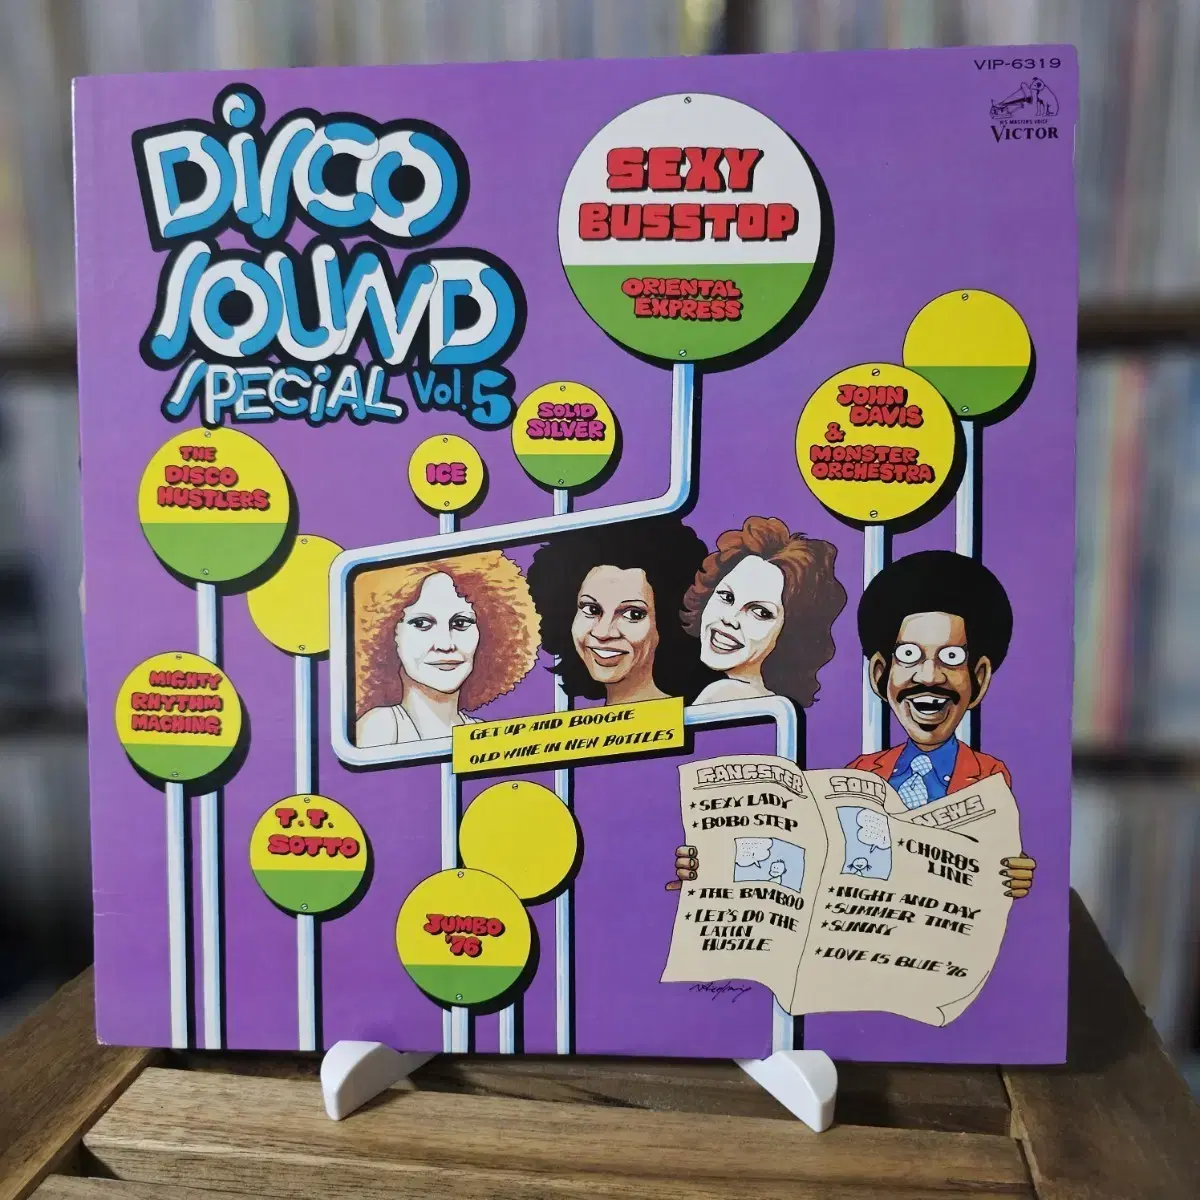 VIP-6319
HIS MASTER'S VOICE
VICTOR
DISCO
SOUND
SPECIAL Vol.5
SEXY
BUSSTOP
ORIENTAL
EXPRESS
JOHN
DAVIS
&
MONSTER
ORCHESTRA
SOLID
SILVER
ICE
THE
DISCO
HUSTLERS
MIGHTY
RHYTHM
MACHINE
T.T.
SOTTO
JUMBO
'76
GET UP AND BOOGIE
OLD WINE IN NEW BOTTLES
GANGSTER
★SEXY LADY
★BOBO STEP
★THE BAMBOO
★LET'S DO THE
LATIN
HUSTLE
SOUL
NEWS
★CHORUS
LINE
★NIGHT AND DAY
★SUMMER TIME
★SUNNY
★LOVE IS BLUE '76